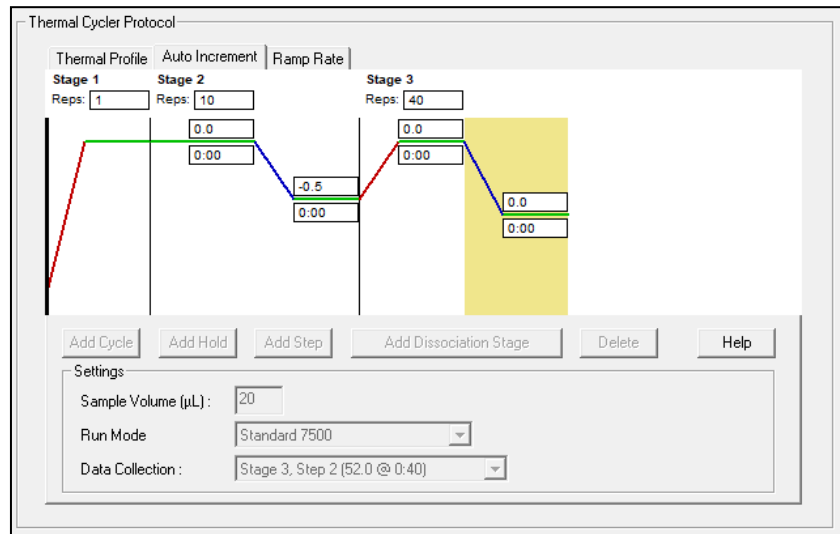 Thermal Cycler Protocol
Thermal Profile Auto Increment Ramp Rate
Stage 1 Stage 2 Stage 3
Reps: 1 Reps: 10 Reps: 40
0.0 0.0
0:00 0:00
-0.5 0.0
0:00 0:00
Add Cycle Add Hold Add Step Add Dissociation Stage Delete Help
Settings
Sample Volume (µL) : 20
Run Mode Standard 7500
Data Collection : Stage 3, Step 2 (52.0 @ 0:40)